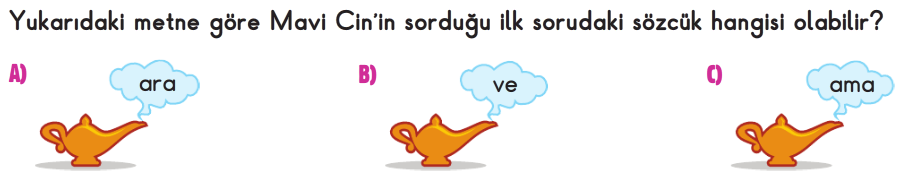 Yukarıdaki metne göre Mavi Cin'in sorduğu ilk sorudaki sözcük hangisi olabilir?
A) ara
B) ve
C) ama